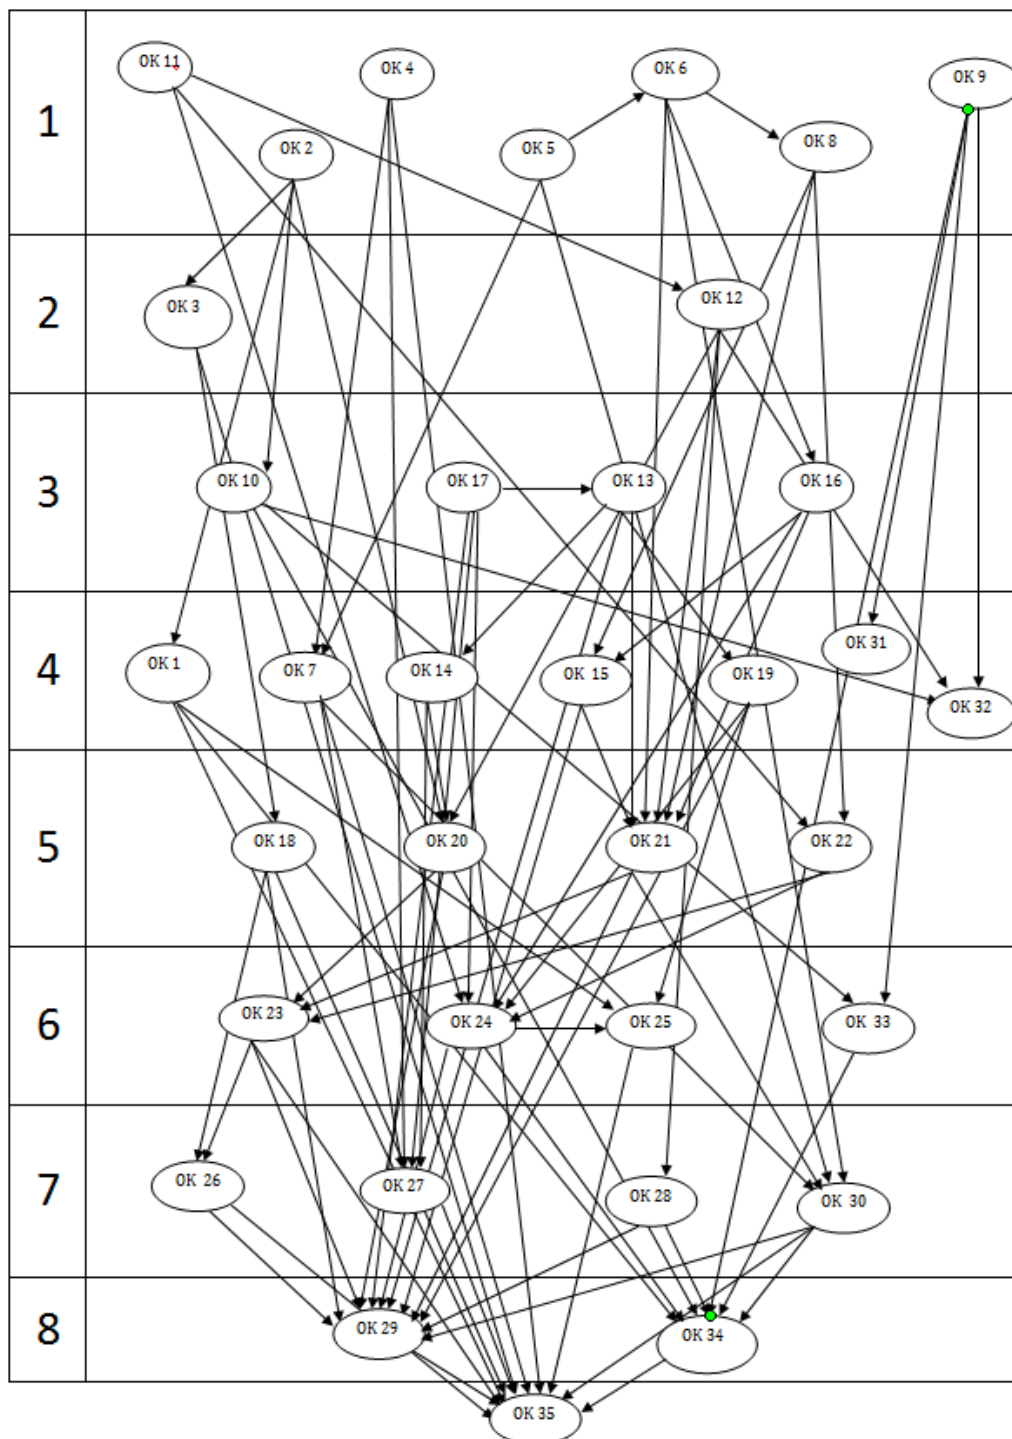 1
ОК 11
ОК 4
ОК 6
ОК 9
ОК 2
ОК 5
ОК 8
2
ОК 3
ОК 12
3
ОК 10
ОК 17
ОК 13
ОК 16
4
ОК 1
ОК 7
ОК 14
ОК 15
ОК 19
ОК 31
ОК 32
5
ОК 18
ОК 20
ОК 21
ОК 22
6
ОК 23
ОК 24
ОК 25
ОК 33
7
ОК 26
ОК 27
ОК 28
ОК 30
8
ОК 29
ОК 34
ОК 35